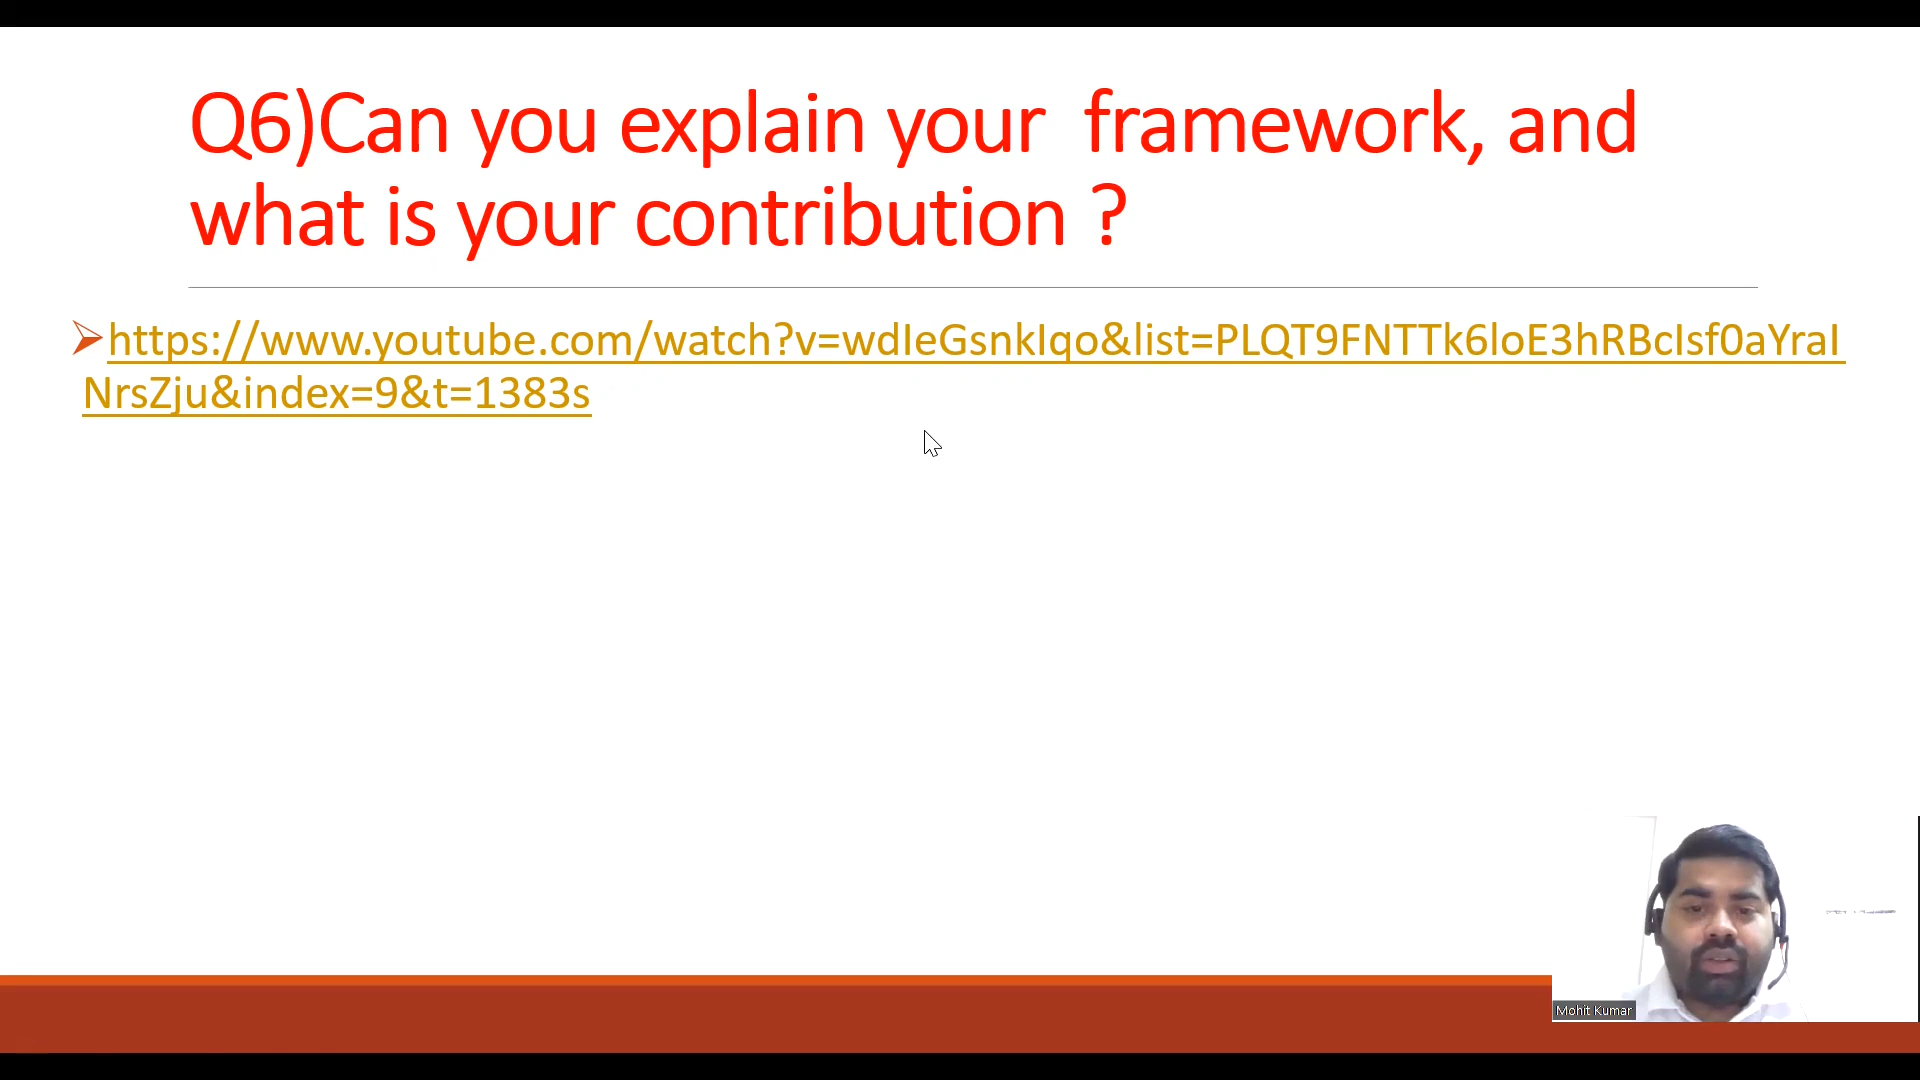 Q6)Can you explain your  framework, and
what is your contribution ?
https://www.youtube.com/watch?v=wdIeGsnkIqo&list=PLQT9FNTTk6loE3hRBcIsf0aYraI
NrsZju&index=9&t=1383s
Mohit Kumar